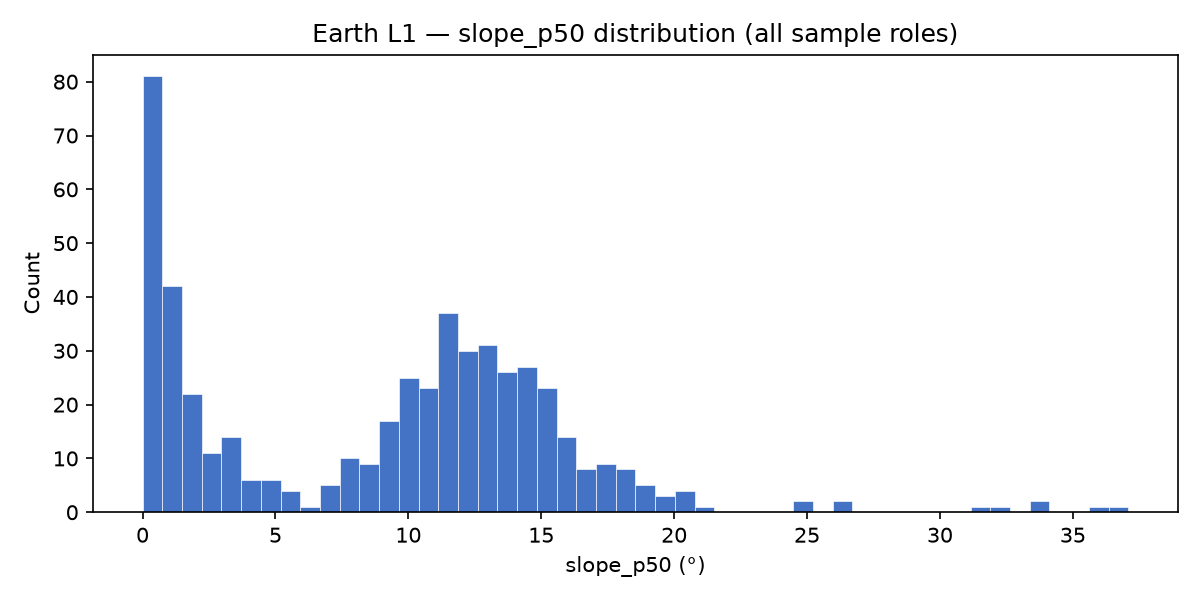 Earth L1 — slope_p50 distribution (all sample roles)
Count
80
70
60
50
40
30
20
10
0
0 5 10 15 20 25 30 35
slope_p50 (°)